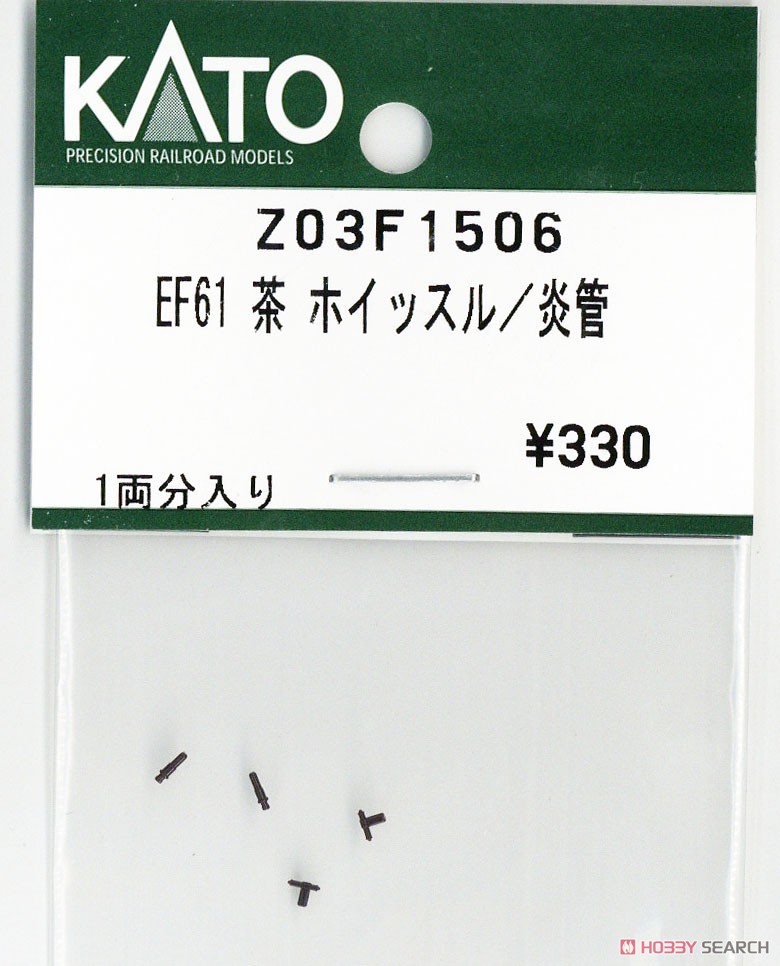 KATO
PRECISION RAILROAD MODELS
Z03F1506
EF61 茶 ホイッスル／炎管
¥330
1両分入り
HOBBY SEARCH